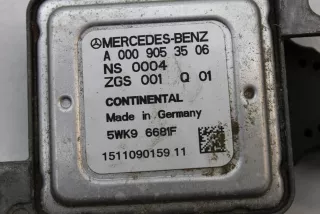 MERCEDES-BENZ
A 000 905 35 06
NS 0004
ZGS 001 Q 01
CONTINENTAL
Made in Germany
5WK9 6681F
1511090159 11